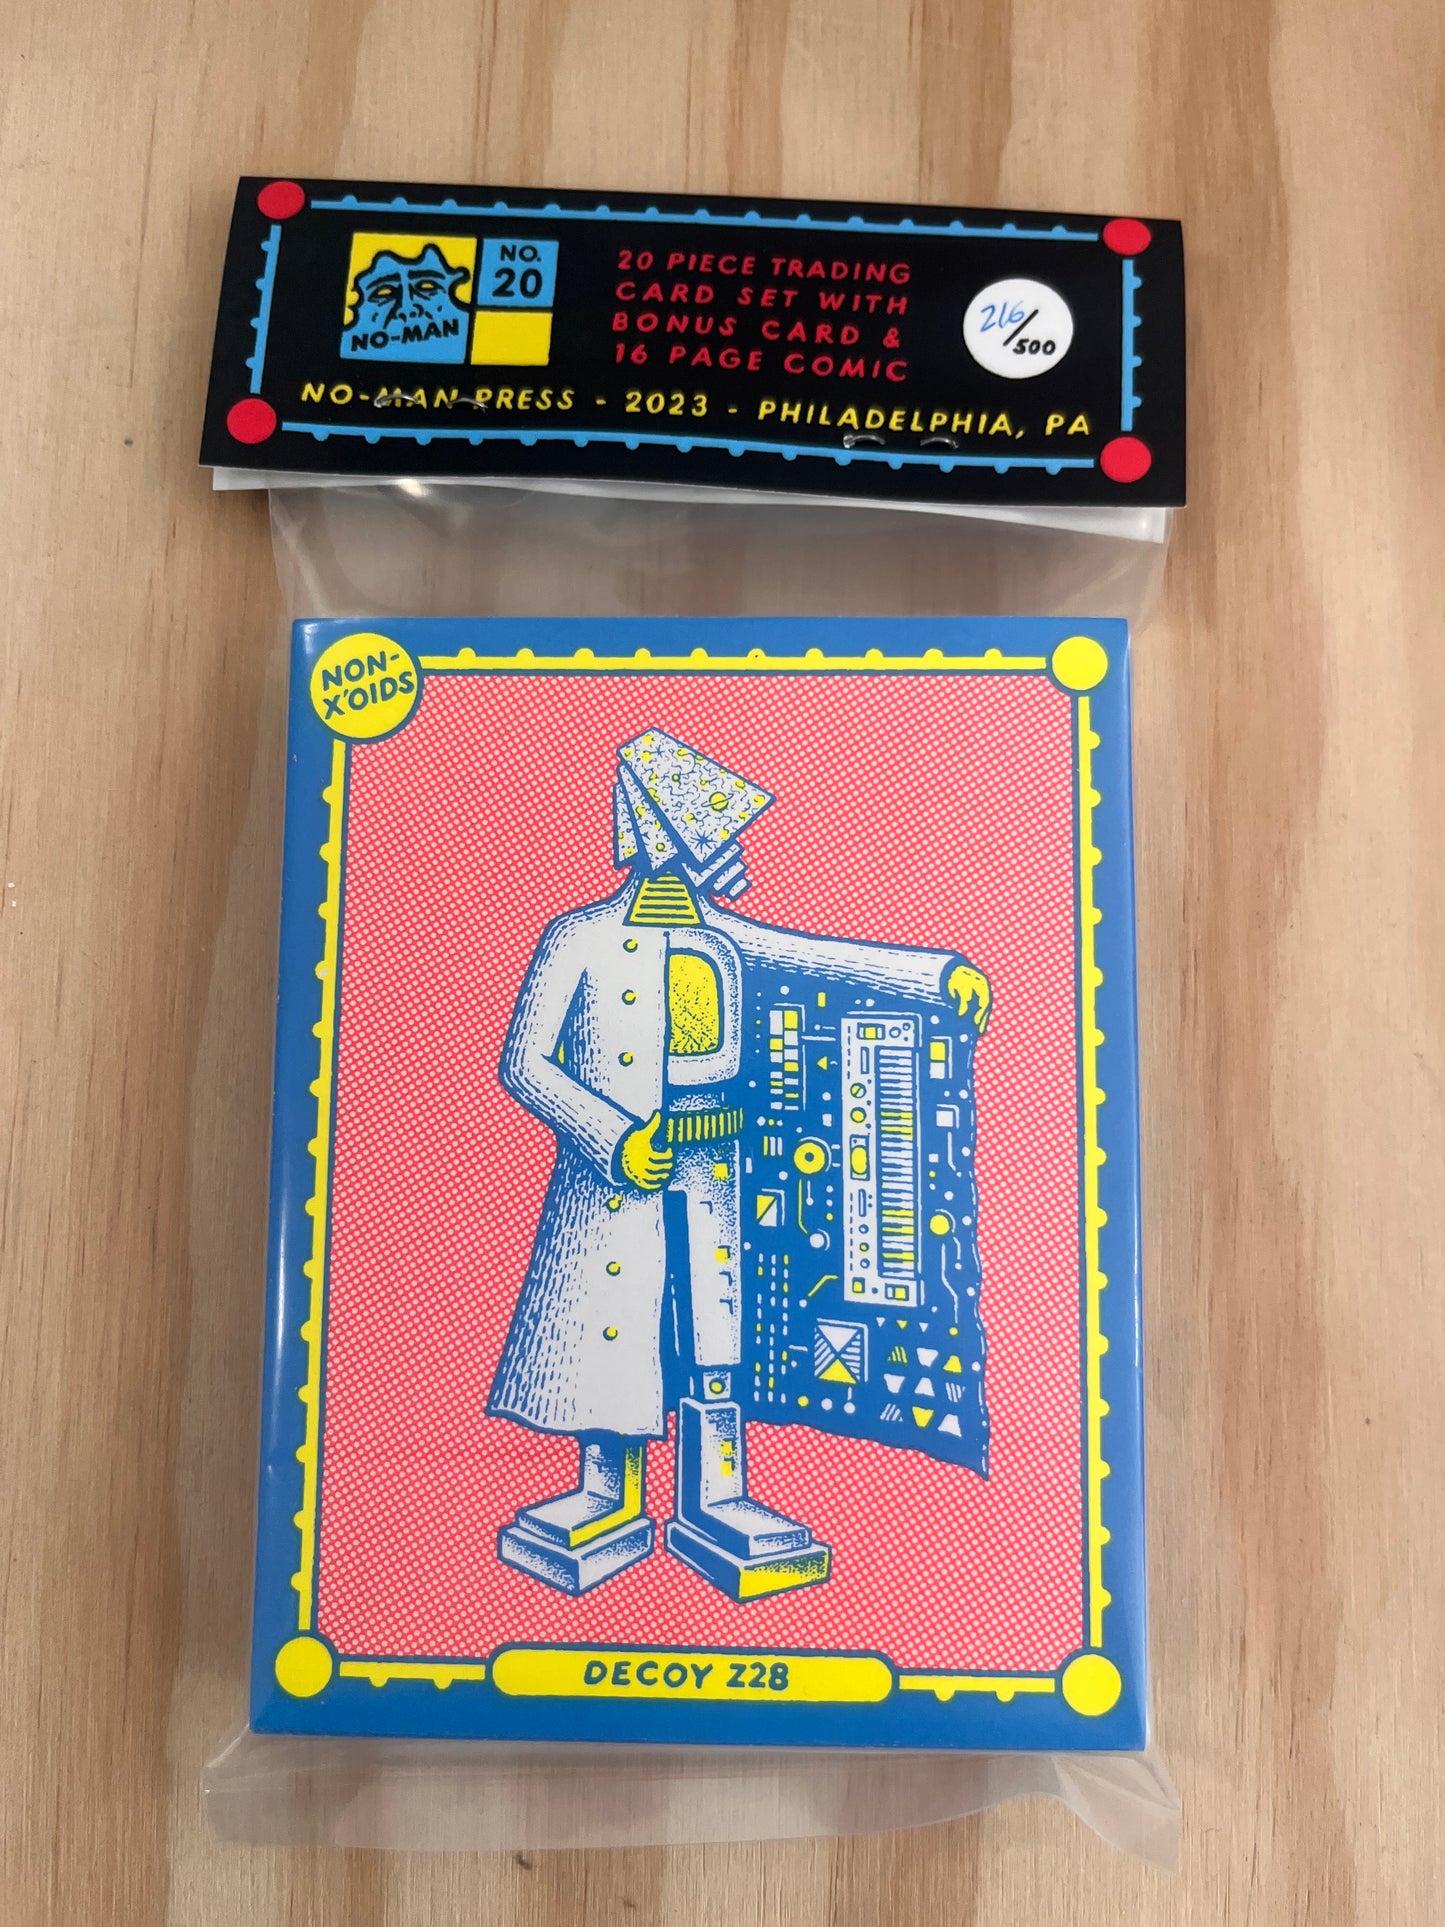 NO.
20
NO-MAN
20 PIECE TRADING
CARD SET WITH
BONUS CARD &
16 PAGE COMIC
216/500
NO-MAN PRESS - 2023 - PHILADELPHIA, PA
NON-
X'OIDS
DECOY Z28